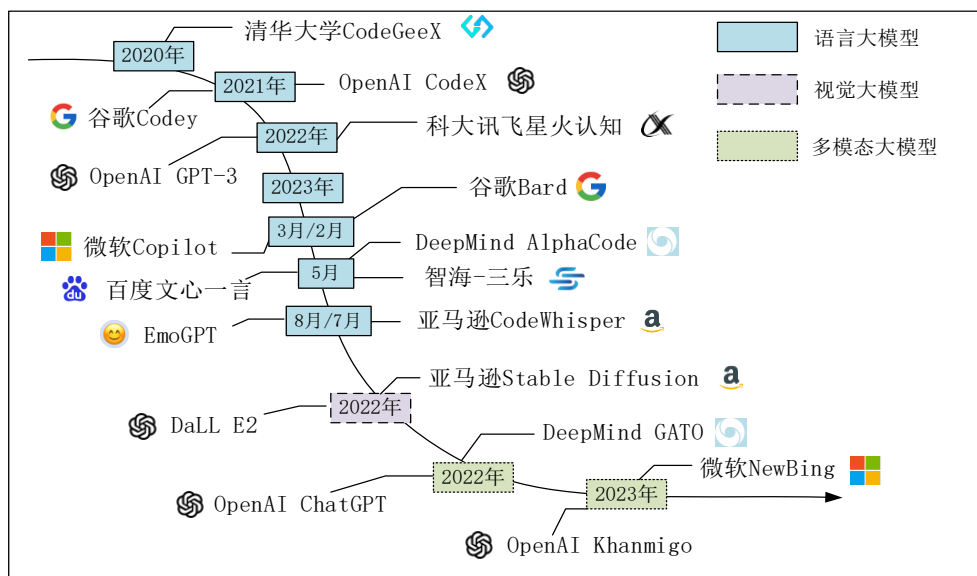 清华大学CodeGeeX
2020年
语言大模型
2021年
OpenAI CodeX
视觉大模型
谷歌Codey
2022年
科大讯飞星火认知
多模态大模型
OpenAI GPT-3
2023年
谷歌Bard
3月/2月
微软Copilot
DeepMind AlphaCode
5月
百度文心一言
智海-三乐
8月/7月
EmoGPT
亚马逊CodeWhisper
亚马逊Stable Diffusion
2022年
DaLL E2
DeepMind GATO
2022年
微软NewBing
OpenAI ChatGPT
2023年
OpenAI Khanmigo